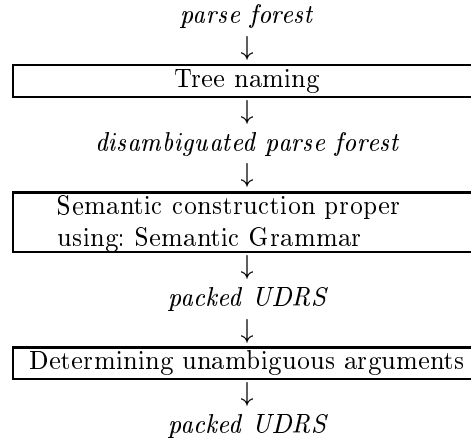 parse forest
Tree naming
disambiguated parse forest
Semantic construction proper
using: Semantic Grammar
packed UDRS
Determining unambiguous arguments
packed UDRS